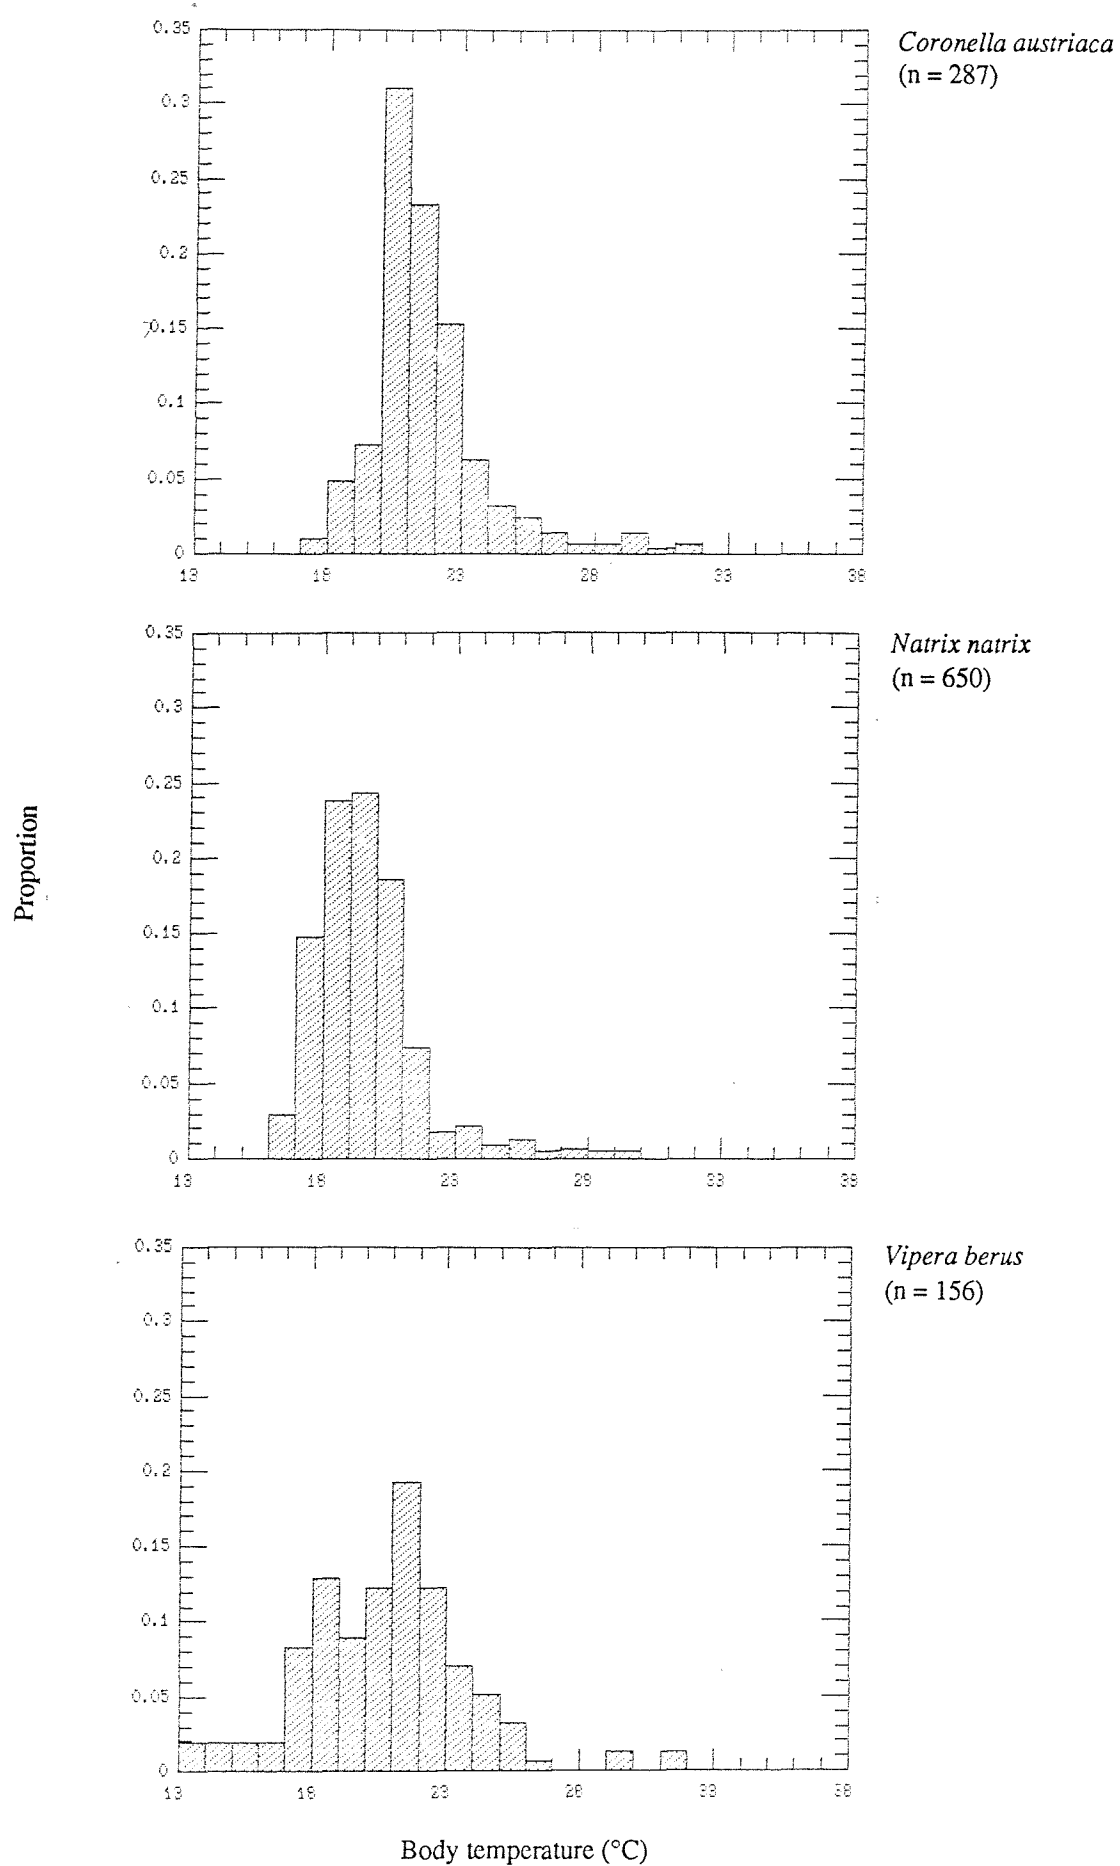 0.35
Coronella austriaca
(n = 287)
0.3
0.25
0.2
0.15
0.1
0.05
0
13 18 23 28 33 38
0.35
Natrix natrix
(n = 650)
0.3
0.25
0.2
0.15
0.1
0.05
0
13 18 23 28 33 38
Proportion
0.35
Vipera berus
(n = 156)
0.3
0.25
0.2
0.15
0.1
0.05
0
13 18 23 28 33 38
Body temperature (°C)